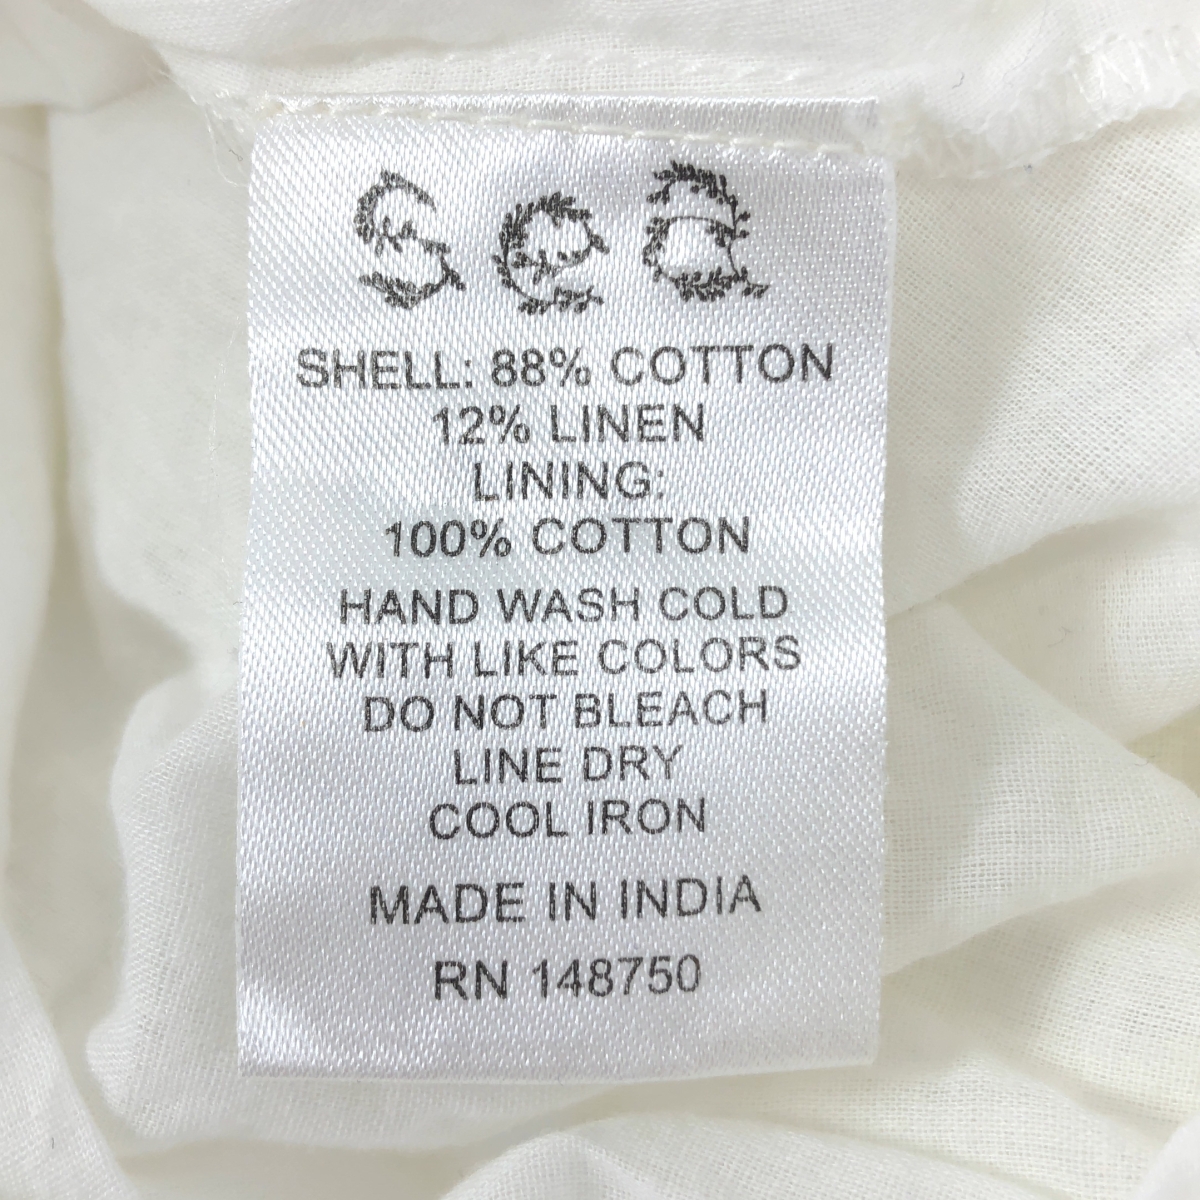 SHELL: 88% COTTON
12% LINEN
LINING:
100% COTTON
HAND WASH COLD
WITH LIKE COLORS
DO NOT BLEACH
LINE DRY
COOL IRON
MADE IN INDIA
RN 148750